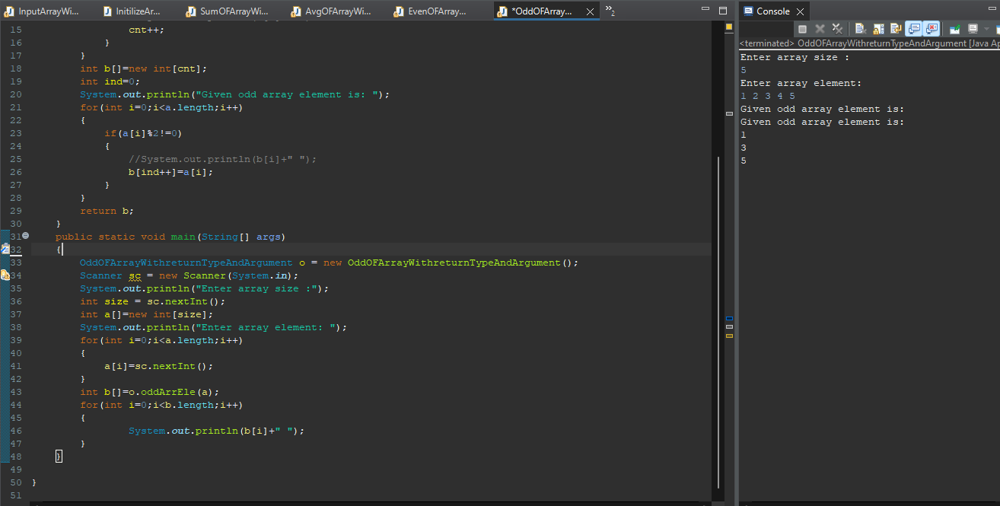 InputArrayWi...
InitilizeAr...
SumOFArrayWi...
AvgOFArrayWi...
EvenOFArray...
*OddOFArray...
2
15 cnt++;
16 }
17 }
18 int b[]=new int[cnt];
19 int ind=0;
20 System.out.println("Given odd array element is: ");
21 for(int i=0;i<a.length;i++)
22 {
23 if(a[i]%2!=0)
24 {
25 //System.out.println(b[i]+" ");
26 b[ind++]=a[i];
27 }
28 }
29 return b;
30 }
31 public static void main(String[] args)
32 {
33 OddOFArrayWithreturnTypeAndArgument o = new OddOFArrayWithreturnTypeAndArgument();
34 Scanner sc = new Scanner(System.in);
35 System.out.println("Enter array size :");
36 int size = sc.nextInt();
37 int a[]=new int[size];
38 System.out.println("Enter array element: ");
39 for(int i=0;i<a.length;i++)
40 {
41 a[i]=sc.nextInt();
42 }
43 int b[]=o.oddArrEle(a);
44 for(int i=0;i<b.length;i++)
45 {
46 System.out.println(b[i]+" ");
47 }
48 }
49
50 }
51
Console
<terminated> OddOFArrayWithreturnTypeAndArgument [Java Ap
Enter array size :
5
Enter array element:
1 2 3 4 5
Given odd array element is:
Given odd array element is:
1
3
5